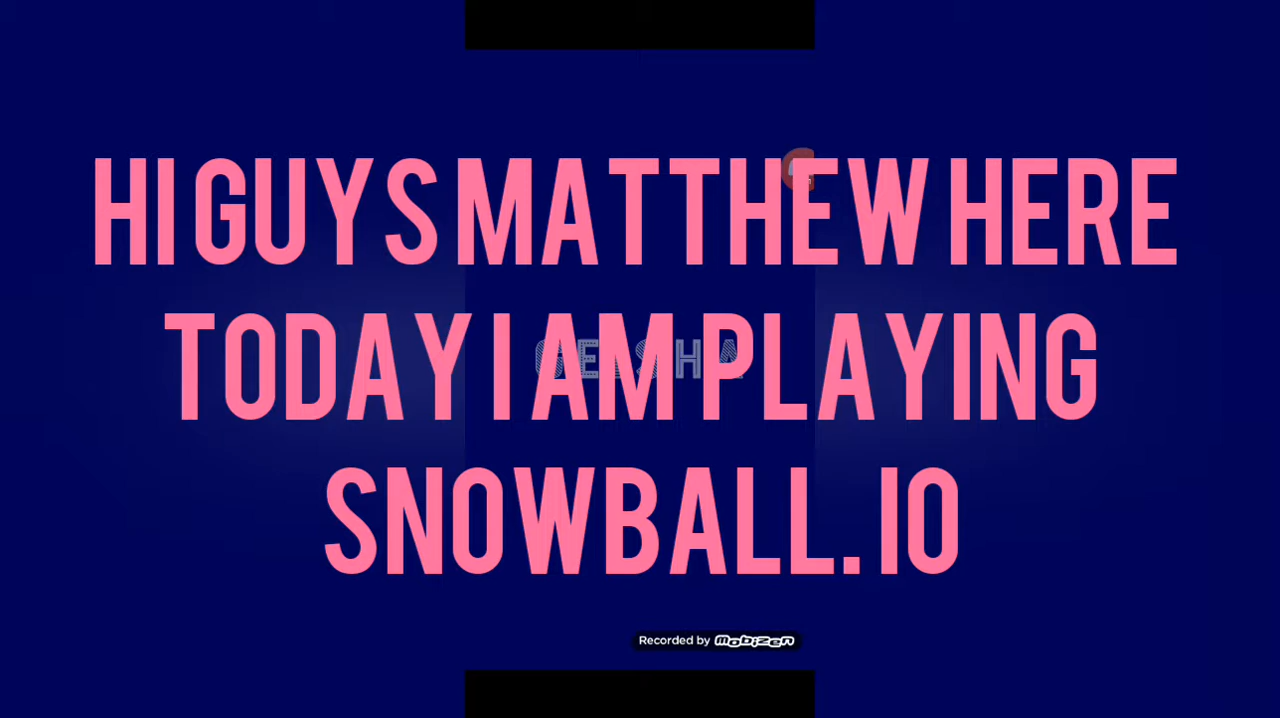 HI GUYS MATTHEW HERE
TODAY I AM PLAYING
SNOWBALL.IO
Recorded by Mobizen